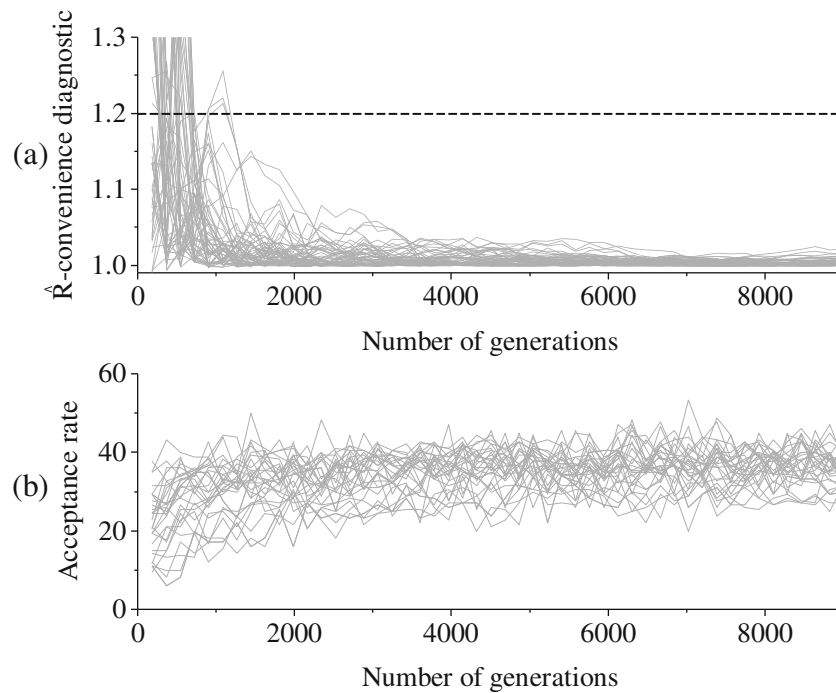 (a)
R̂-convenience diagnostic
1.3
1.2
1.1
1.0
0 2000 4000 6000 8000
Number of generations
(b)
Acceptance rate
60
40
20
0
0 2000 4000 6000 8000
Number of generations